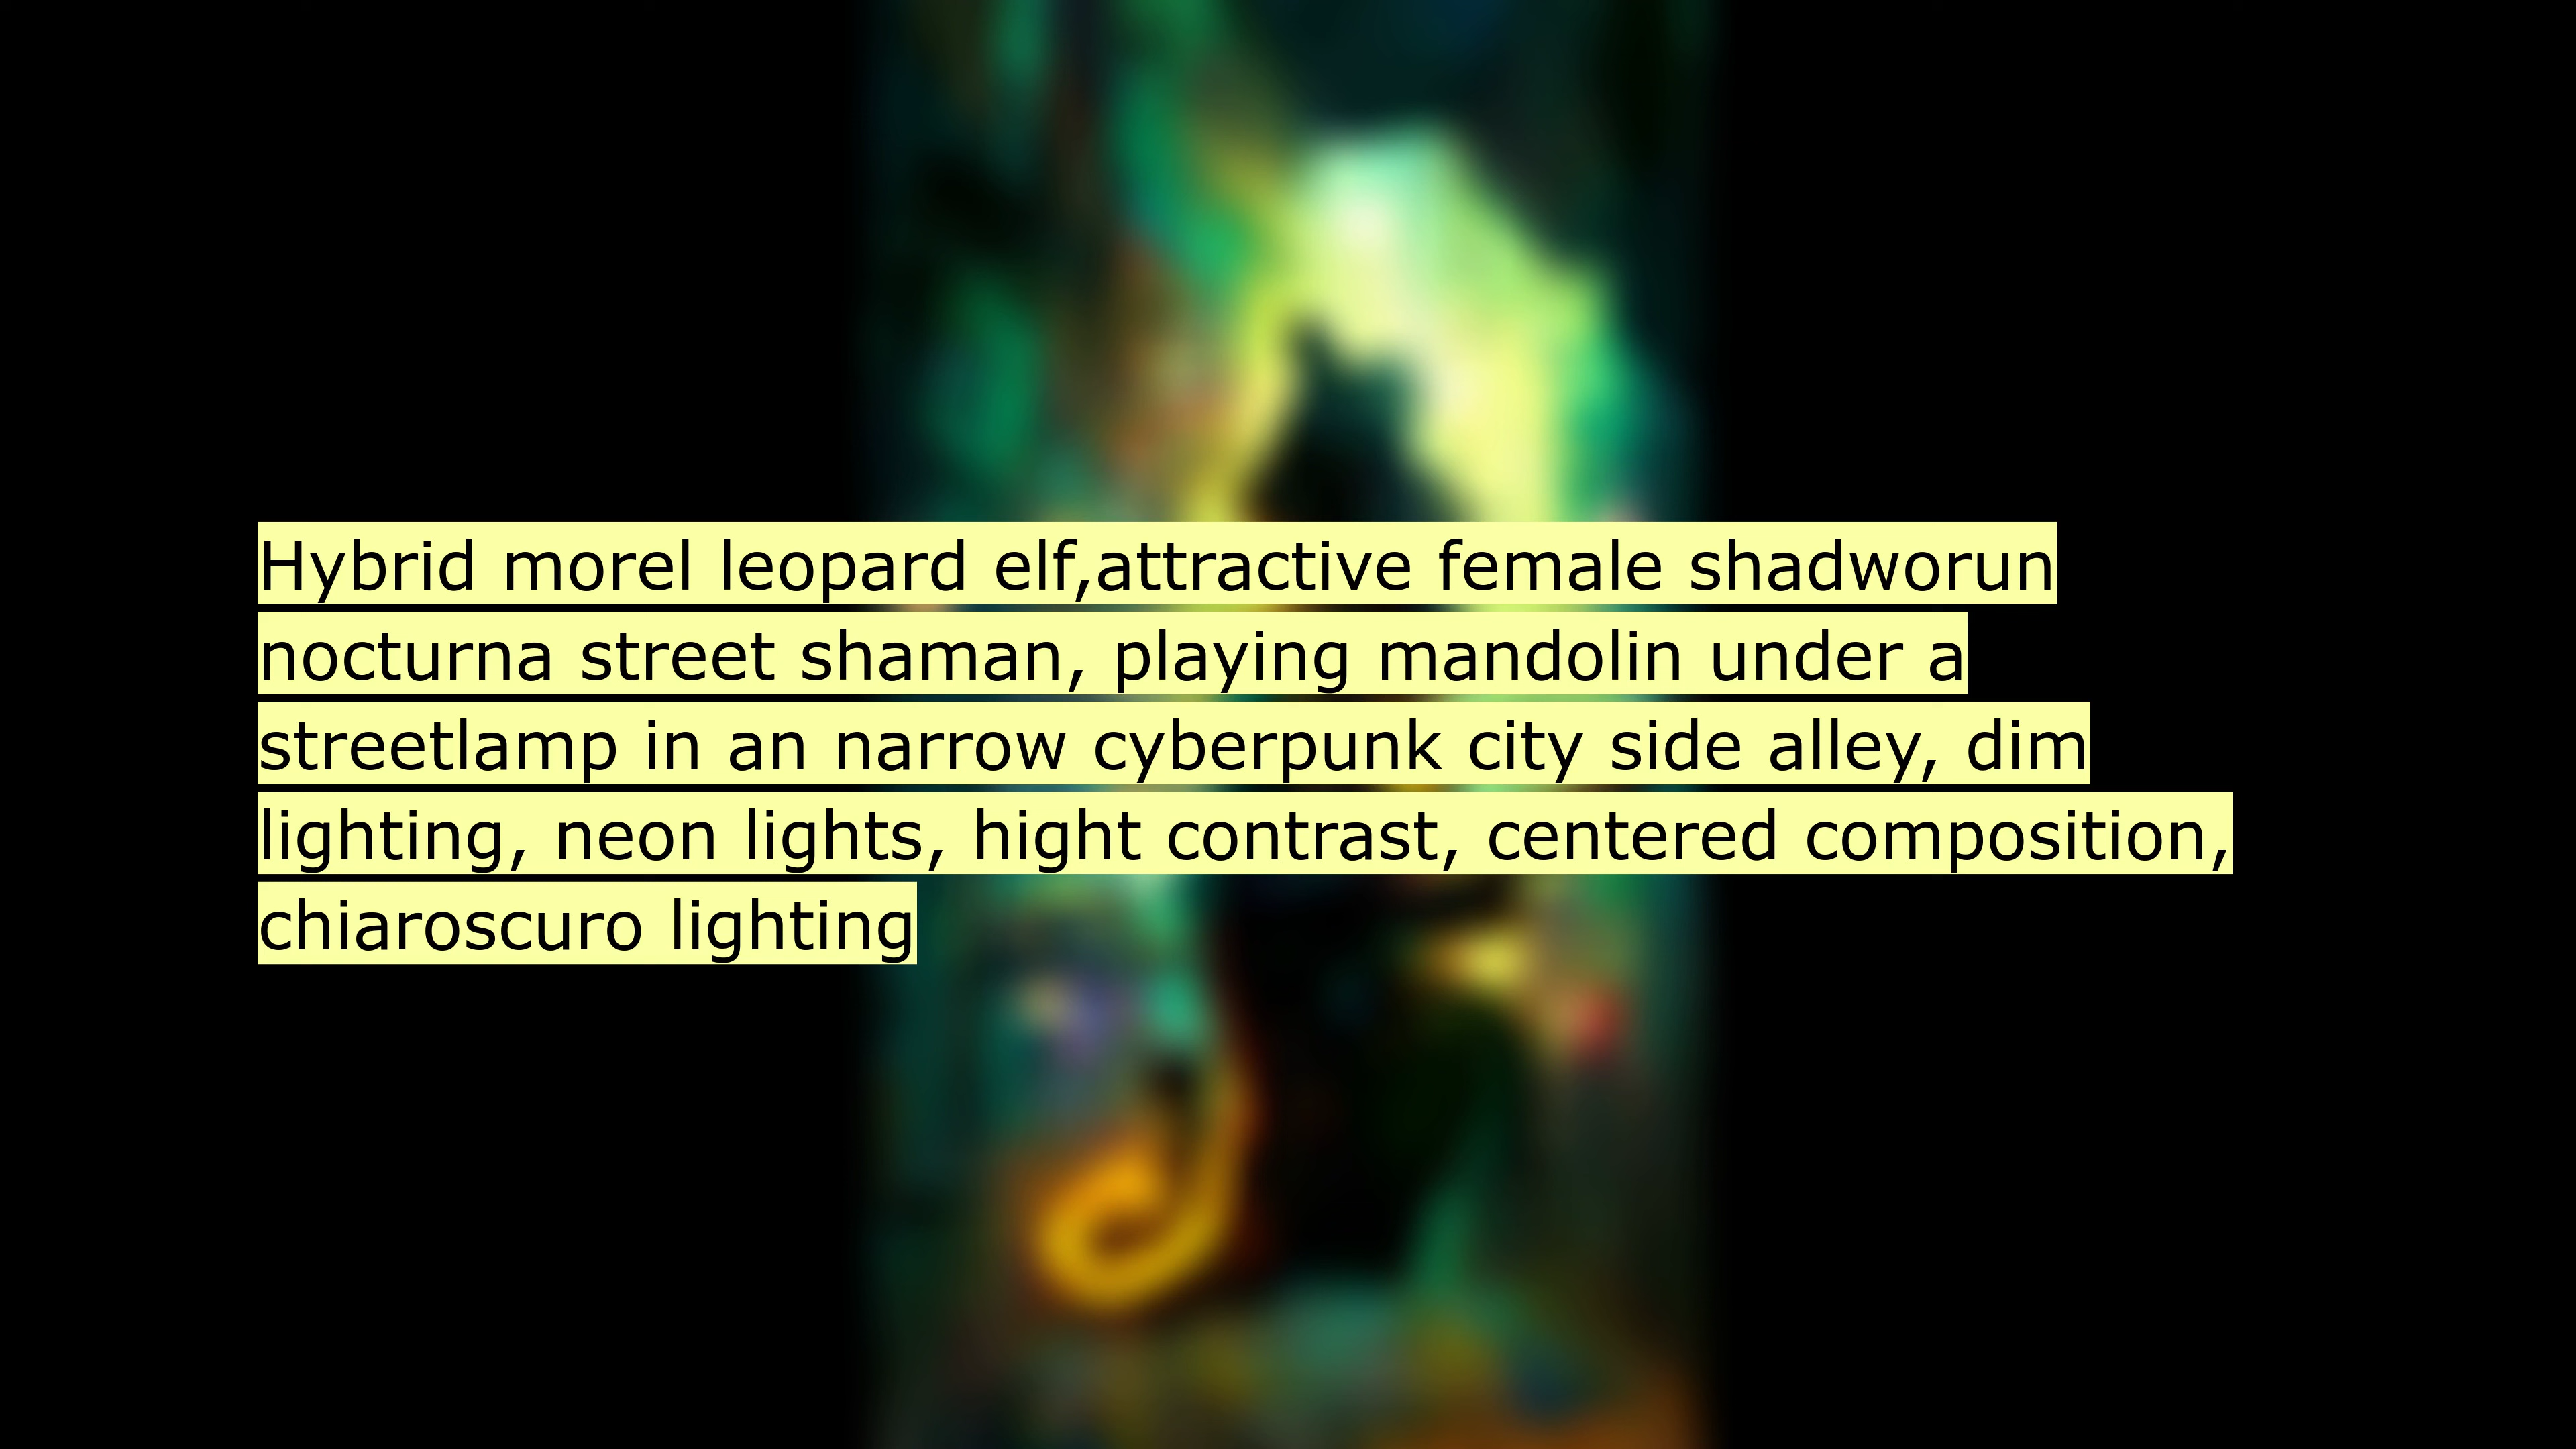 Hybrid morel leopard elf,attractive female shadworun
nocturna street shaman, playing mandolin under a
streetlamp in an narrow cyberpunk city side alley, dim
lighting, neon lights, hight contrast, centered composition,
chiaroscuro lighting